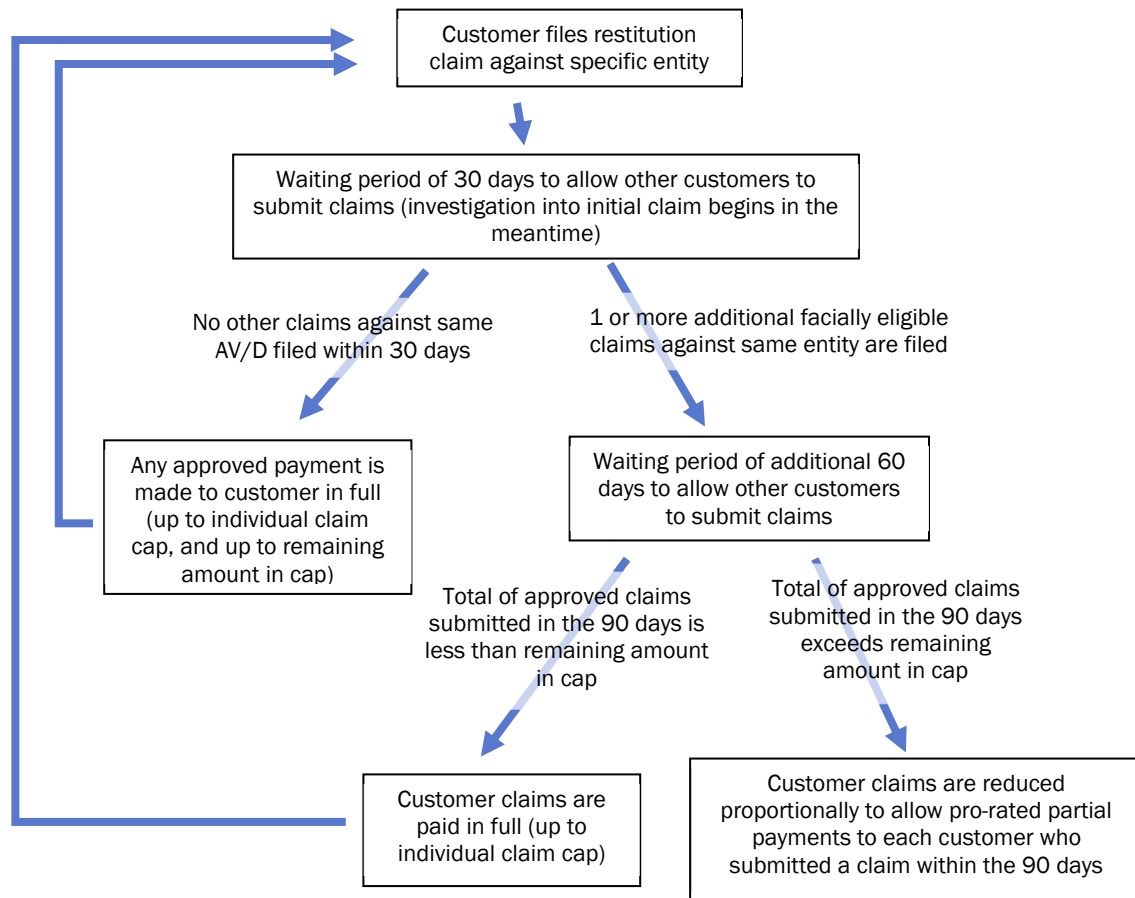 Customer files restitution
claim against specific entity
Waiting period of 30 days to allow other customers to
submit claims (investigation into initial claim begins in the
meantime)
No other claims against same
AV/D filed within 30 days
1 or more additional facially eligible
claims against same entity are filed
Any approved payment is
made to customer in full
(up to individual claim
cap, and up to remaining
amount in cap)
Waiting period of additional 60
days to allow other customers
to submit claims
Total of approved claims
submitted in the 90 days is
less than remaining amount
in cap
Total of approved claims
submitted in the 90 days
exceeds remaining
amount in cap
Customer claims are
paid in full (up to
individual claim cap)
Customer claims are reduced
proportionally to allow pro-rated partial
payments to each customer who
submitted a claim within the 90 days